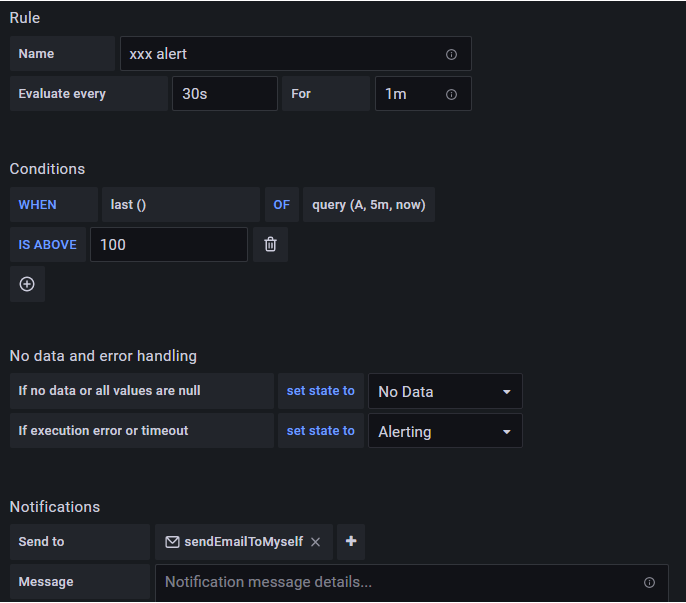 Rule
Name xxx alert
Evaluate every 30s For 1m
Conditions
WHEN last () OF query (A, 5m, now)
IS ABOVE 100
No data and error handling
If no data or all values are null set state to No Data
If execution error or timeout set state to Alerting
Notifications
Send to sendEmailToMyself
Message Notification message details...